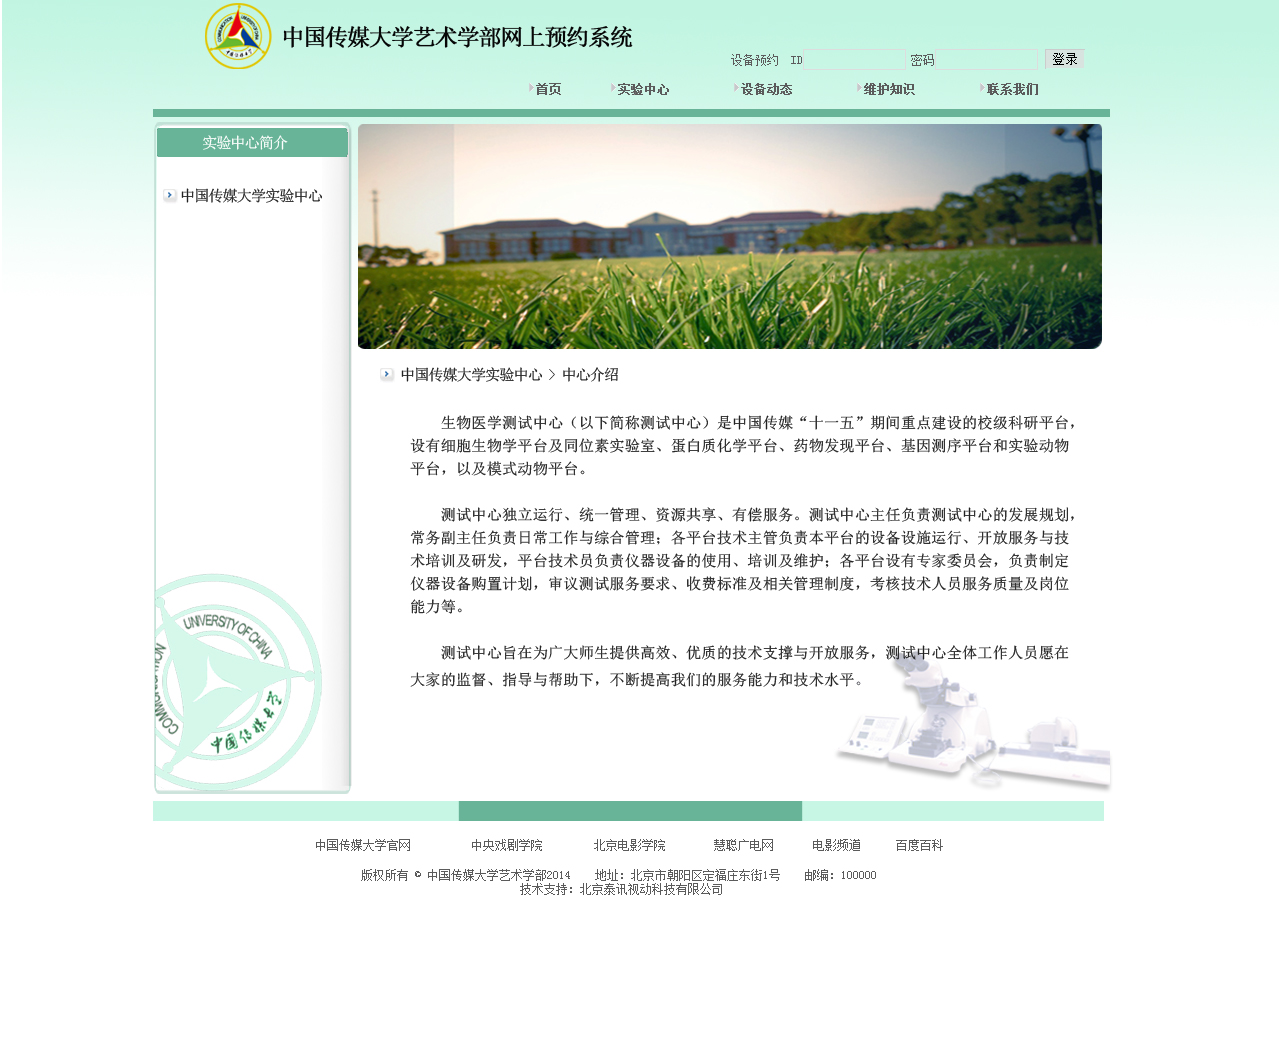 中国传媒大学艺术学部网上预约系统
设备预约 ID 密码 登录
首页 实验中心 设备动态 维护知识 联系我们
实验中心简介
中国传媒大学实验中心
中国传媒大学实验中心 > 中心介绍
生物医学测试中心（以下简称测试中心）是中国传媒“十一五”期间重点建设的校级科研平台，
设有细胞生物学平台及同位素实验室、蛋白质化学平台、药物发现平台、基因测序平台和实验动物
平台，以及模式动物平台。
测试中心独立运行、统一管理、资源共享、有偿服务。测试中心主任负责测试中心的发展规划，
常务副主任负责日常工作与综合管理；各平台技术主管负责本平台的设备设施运行、开放服务与技
术培训及研发，平台技术员负责仪器设备的使用、培训及维护；各平台设有专家委员会，负责制定
仪器设备购置计划，审议测试服务要求、收费标准及相关管理制度，考核技术人员服务质量及岗位
能力等。
测试中心旨在为广大师生提供高效、优质的技术支撑与开放服务，测试中心全体工作人员愿在
大家的监督、指导与帮助下，不断提高我们的服务能力和技术水平。
UNIVERSITY OF CHINA
中国传媒大学
中国传媒大学官网 中央戏剧学院 北京电影学院 慧聪广电网 电影频道 百度百科
版权所有 © 中国传媒大学艺术学部2014 地址：北京市朝阳区定福庄东街1号 邮编：100000
技术支持：北京泰讯视动科技有限公司